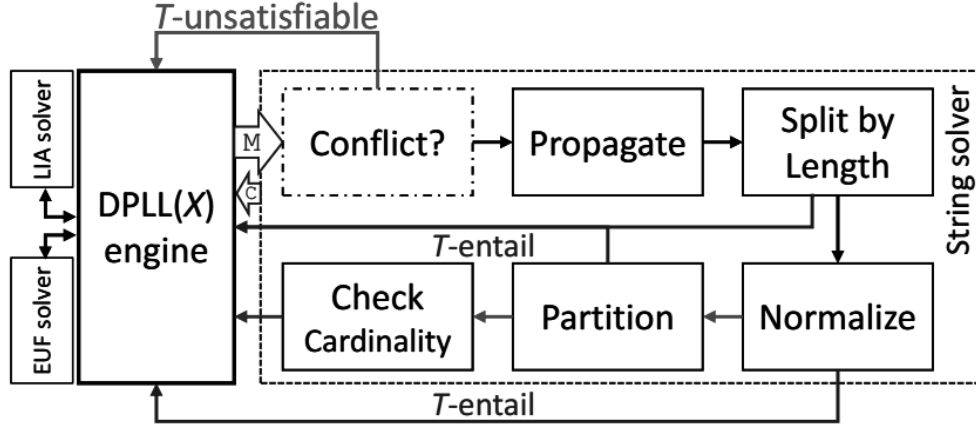 T-unsatisfiable
LIA solver
EUF solver
DPLL(X)
engine
M
C
Conflict?
Propagate
Split by
Length
String solver
T-entail
Check
Cardinality
Partition
Normalize
T-entail